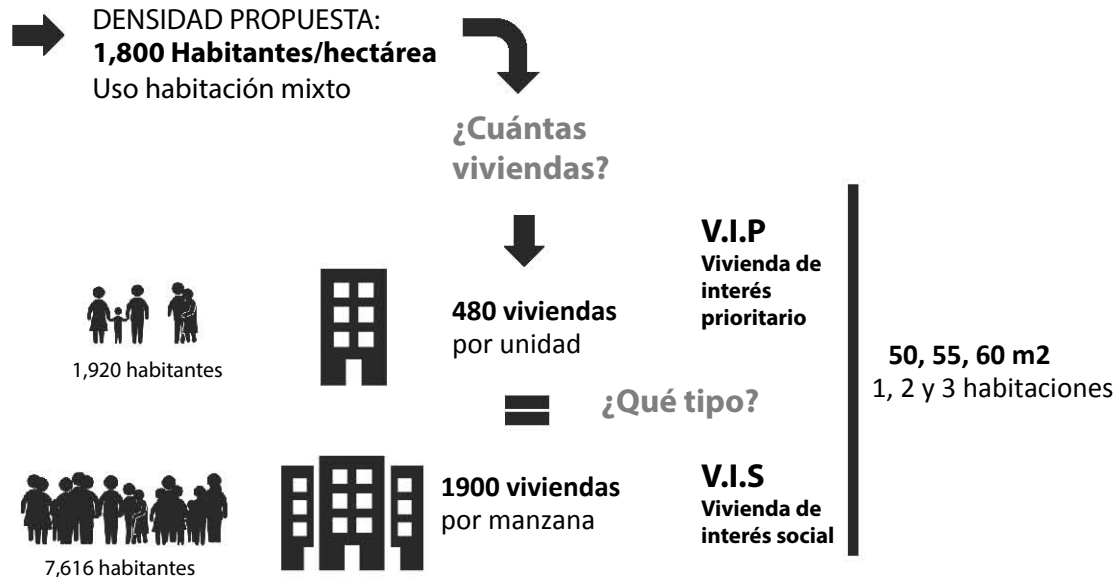 DENSIDAD PROPUESTA:
1,800 Habitantes/hectárea
Uso habitación mixto
¿Cuántas
viviendas?
1,920 habitantes
480 viviendas
por unidad
V.I.P
Vivienda de
interés
prioritario
¿Qué tipo?
50, 55, 60 m2
1, 2 y 3 habitaciones
7,616 habitantes
1900 viviendas
por manzana
V.I.S
Vivienda de
interés social